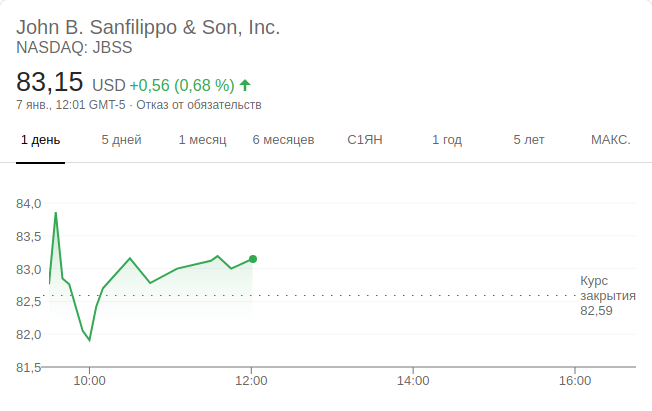 John B. Sanfilippo & Son, Inc.
NASDAQ: JBSS
83,15 USD +0,56 (0,68 %)
7 янв., 12:01 GMT-5 · Отказ от обязательств
1 день 5 дней 1 месяц 6 месяцев С1ЯН 1 год 5 лет МАКС.
84,0
83,5
83,0
82,5
82,0
81,5
Курс
закрытия
82,59
10:00 12:00 14:00 16:00